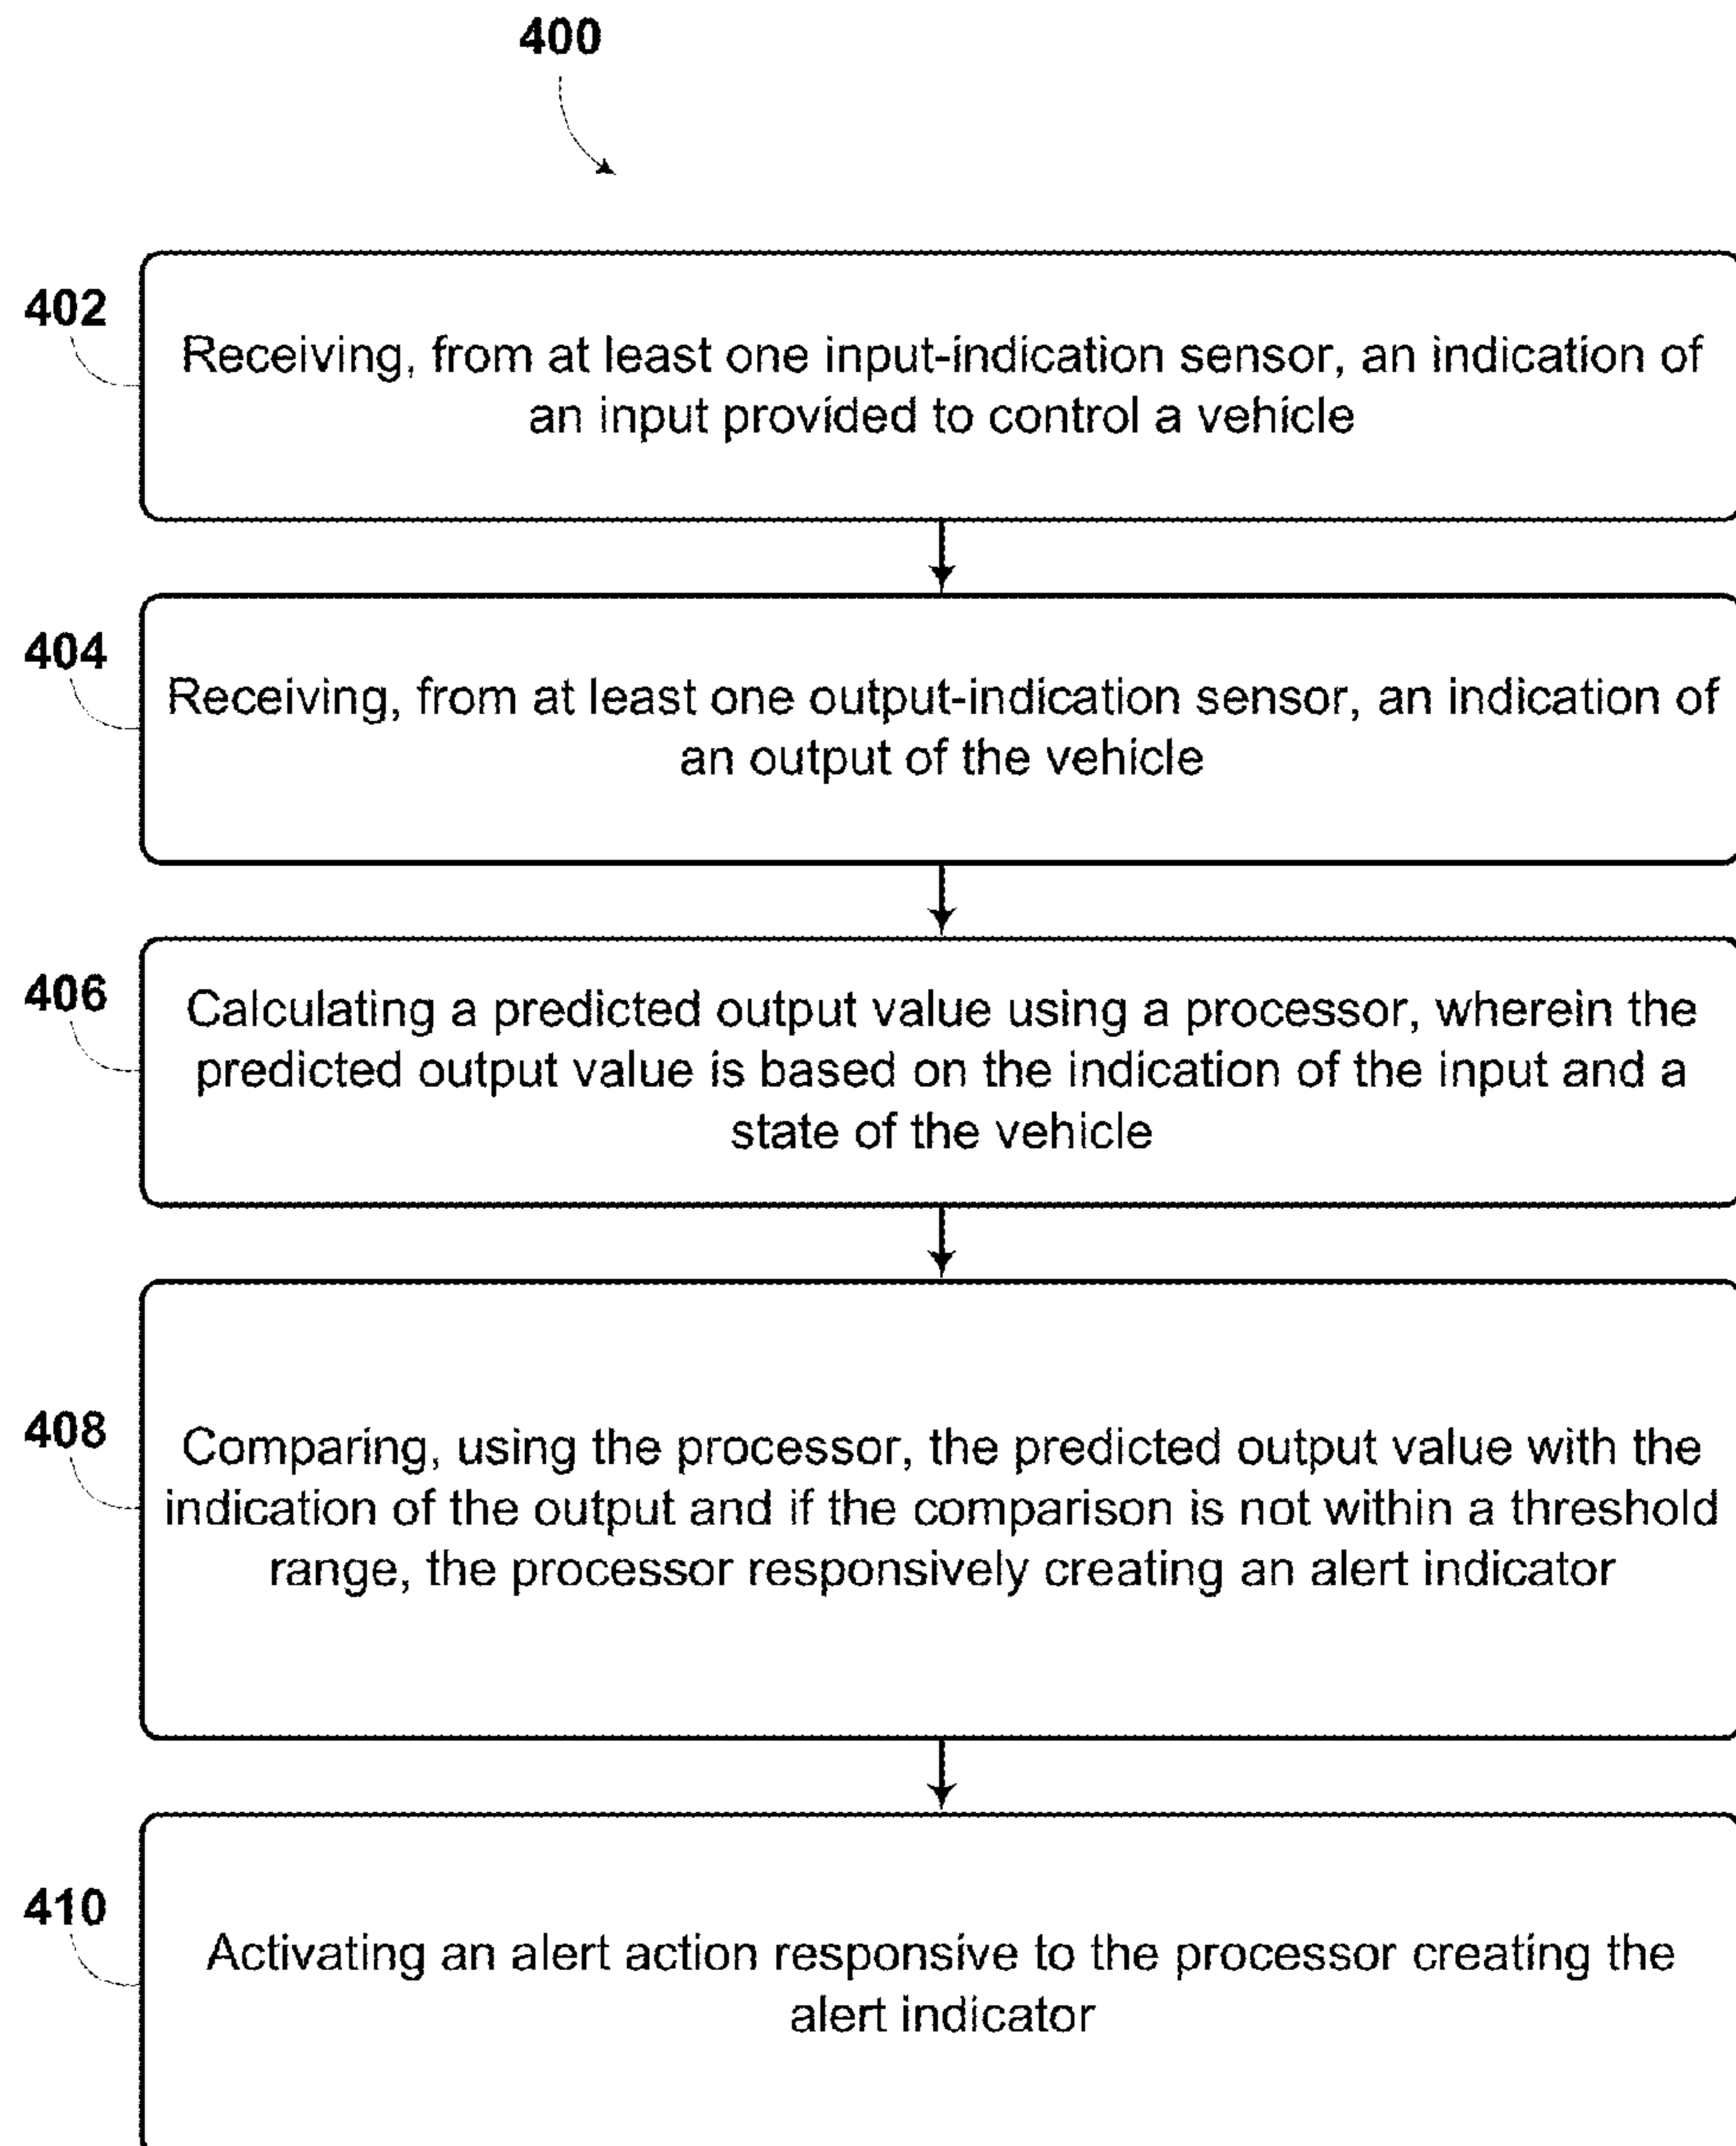 400
402
Receiving, from at least one input-indication sensor, an indication of
an input provided to control a vehicle
404
Receiving, from at least one output-indication sensor, an indication of
an output of the vehicle
406
Calculating a predicted output value using a processor, wherein the
predicted output value is based on the indication of the input and a
state of the vehicle
408
Comparing, using the processor, the predicted output value with the
indication of the output and if the comparison is not within a threshold
range, the processor responsively creating an alert indicator
410
Activating an alert action responsive to the processor creating the
alert indicator